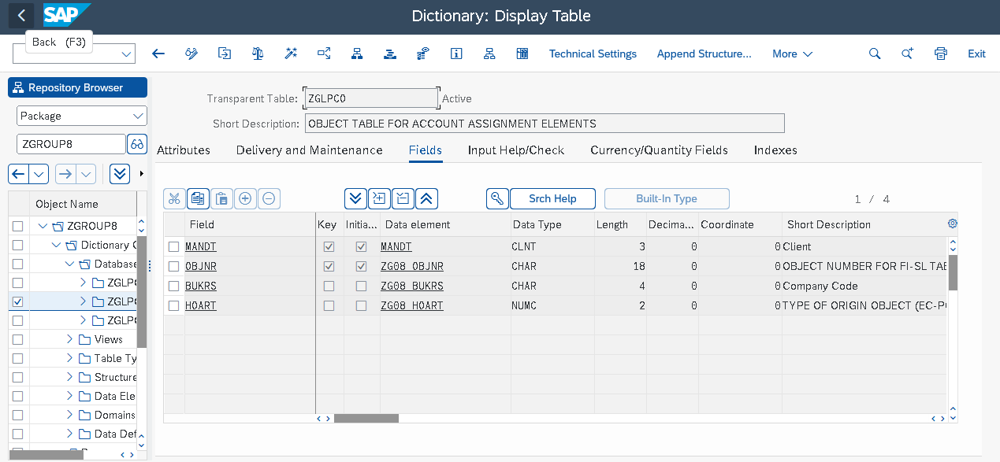 SAP
Dictionary: Display Table
Back (F3)
Technical Settings Append Structure... More Exit
Repository Browser
Package
ZGROUP8
Object Name
ZGROUP8
Dictionary
Database
ZGLP
ZGLP
ZGLP
Views
Table Ty
Structure
Data Ele
Domains
Data Def
Transparent Table: ZGLPCO Active
Short Description: OBJECT TABLE FOR ACCOUNT ASSIGNMENT ELEMENTS
Attributes Delivery and Maintenance Fields Input Help/Check Currency/Quantity Fields Indexes
Srch Help Built-In Type 1 / 4
Field Key Initia... Data element Data Type Length Decima... Coordinate Short Description
MANDT MANDT CLNT 3 0 0 Client
OBJNR ZG08_OBJNR CHAR 18 0 0 OBJECT NUMBER FOR FI-SL TAB
BUKRS ZG08_BUKRS CHAR 4 0 0 Company Code
HOART ZG08_HOART NUMC 2 0 0 TYPE OF ORIGIN OBJECT (EC-P